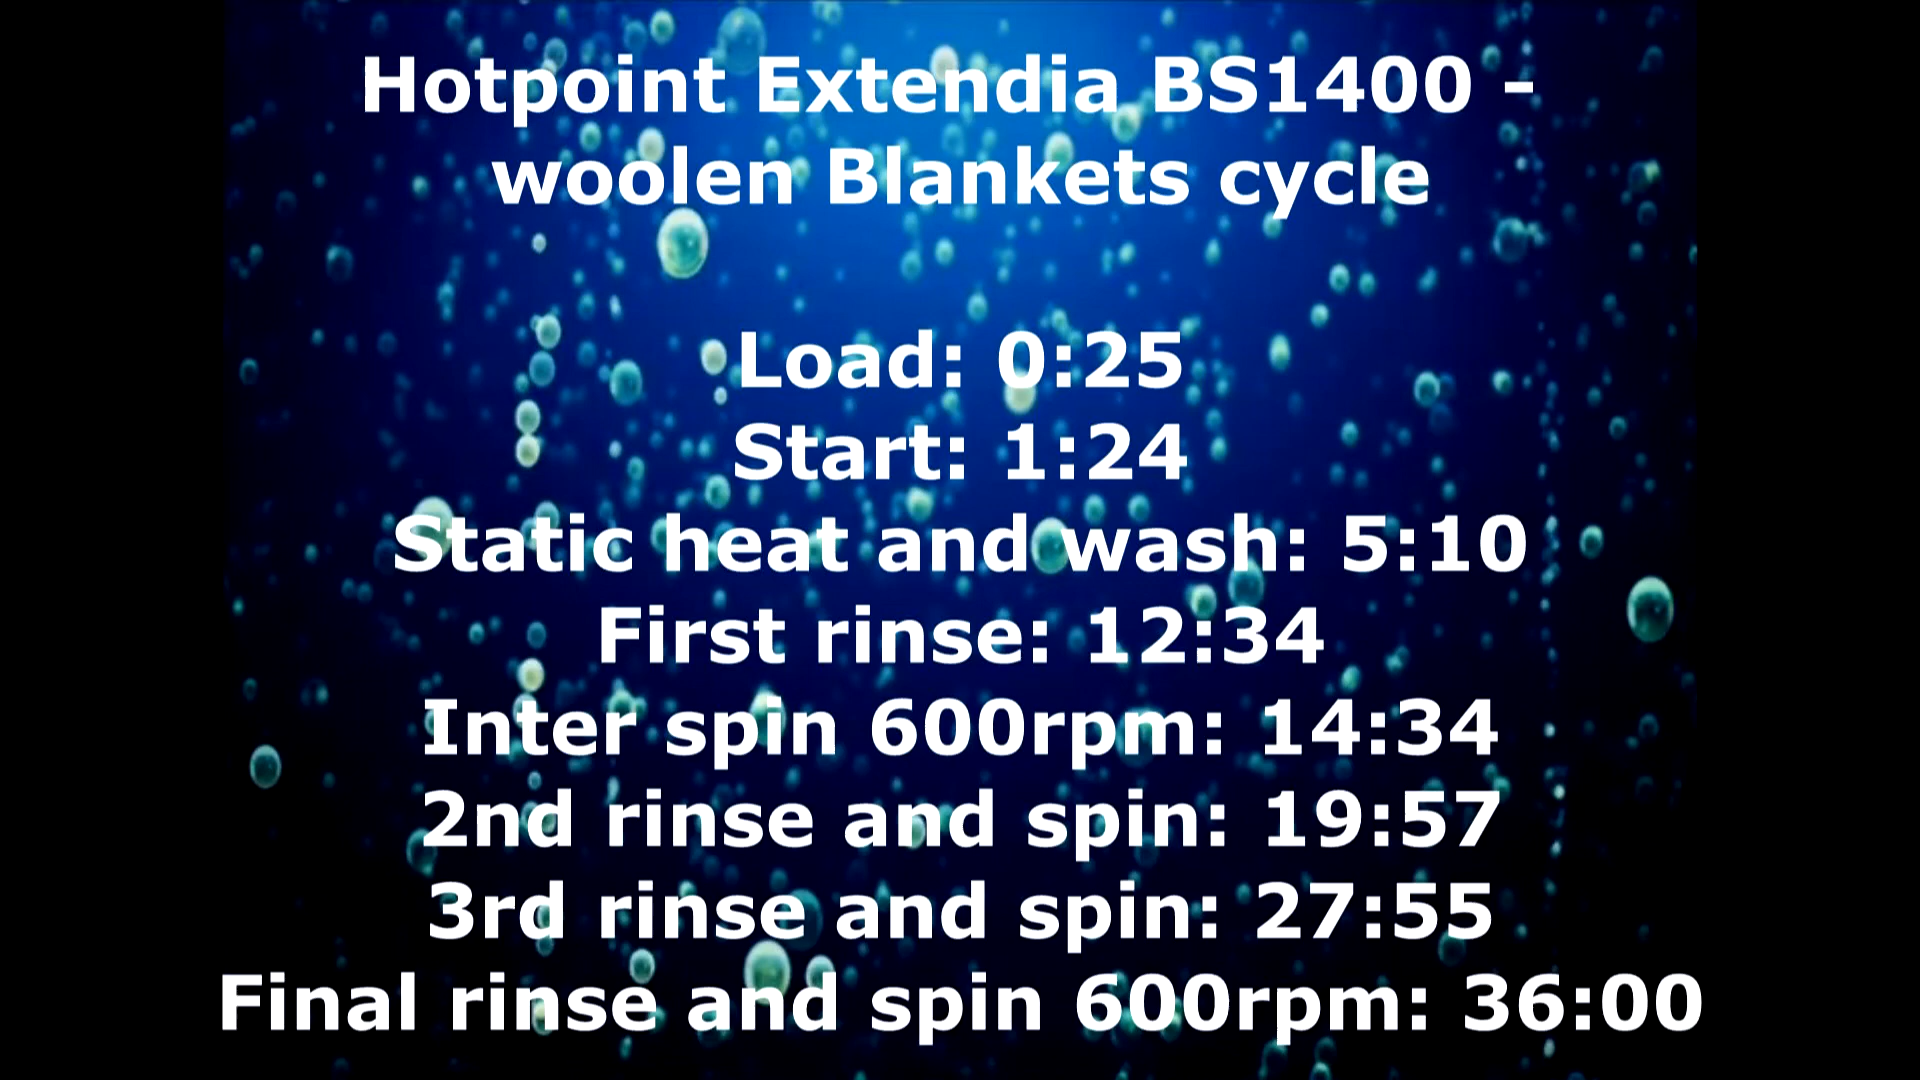 Hotpoint Extendia BS1400 -
woolen Blankets cycle
Load: 0:25
Start: 1:24
Static heat and wash: 5:10
First rinse: 12:34
Inter spin 600rpm: 14:34
2nd rinse and spin: 19:57
3rd rinse and spin: 27:55
Final rinse and spin 600rpm: 36:00